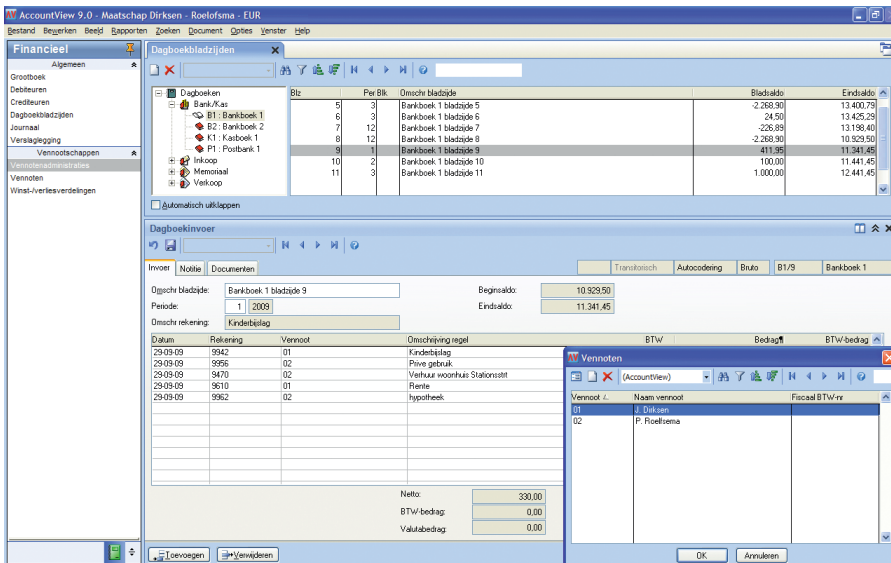 AccountView 9.0 - Maatschap Dirksen - Roelofsma - EUR
Bestand Bewerken Beeld Rapporten Zoeken Document Opties Venster Help
Financieel
Algemeen
Grootboek
Debiteuren
Crediteuren
Dagboekbladzijden
Journaal
Verslaglegging
Vennootschappen
Vennotenadministraties
Vennoten
Winst-/verliesverdelingen
Dagboekbladzijden
Dagboeken
Bank/Kas
B1 : Bankboek 1
B2 : Bankboek 2
K1 : Kasboek 1
P1 : Postbank 1
Inkoop
Memoriaal
Verkoop
Automatisch uitklappen
Blz Per Blk Omschr bladzijde Bladsaldo Eindsaldo
5 3 Bankboek 1 bladzijde 5 -2.268,90 13.400,79
6 3 Bankboek 1 bladzijde 6 24,50 13.425,29
7 12 Bankboek 1 bladzijde 7 -226,89 13.198,40
8 12 Bankboek 1 bladzijde 8 -2.268,90 10.929,50
9 1 Bankboek 1 bladzijde 9 411,95 11.341,45
10 2 Bankboek 1 bladzijde 10 100,00 11.441,45
11 3 Bankboek 1 bladzijde 11 1.000,00 12.441,45
Dagboekinvoer
Invoer Notitie Documenten Transitorisch Autocodering Bruto B1/9 Bankboek 1
Omschr bladzijde: Bankboek 1 bladzijde 9 Beginsaldo: 10.929,50
Periode: 1 2009 Eindsaldo: 11.341,45
Omschr rekening: Kinderbijslag
Datum Rekening Vennoot Omschrijving regel BTW Bedrag¶ BTW-bedrag
29-09-09 9942 01 Kinderbijslag
29-09-09 9956 02 Prive gebruik
29-09-09 9470 02 Verhuur woonhuis Stationsstrt
29-09-09 9610 01 Rente
29-09-09 9962 02 hypotheek
Netto: 330,00
BTW-bedrag: 0,00
Valutabedrag: 0,00
Toevoegen Verwijderen
Vennoten
(AccountView)
Vennoot Naam vennoot Fiscaal BTW-nr
01 J. Dirksen
02 P. Roelfsema
OK Annuleren